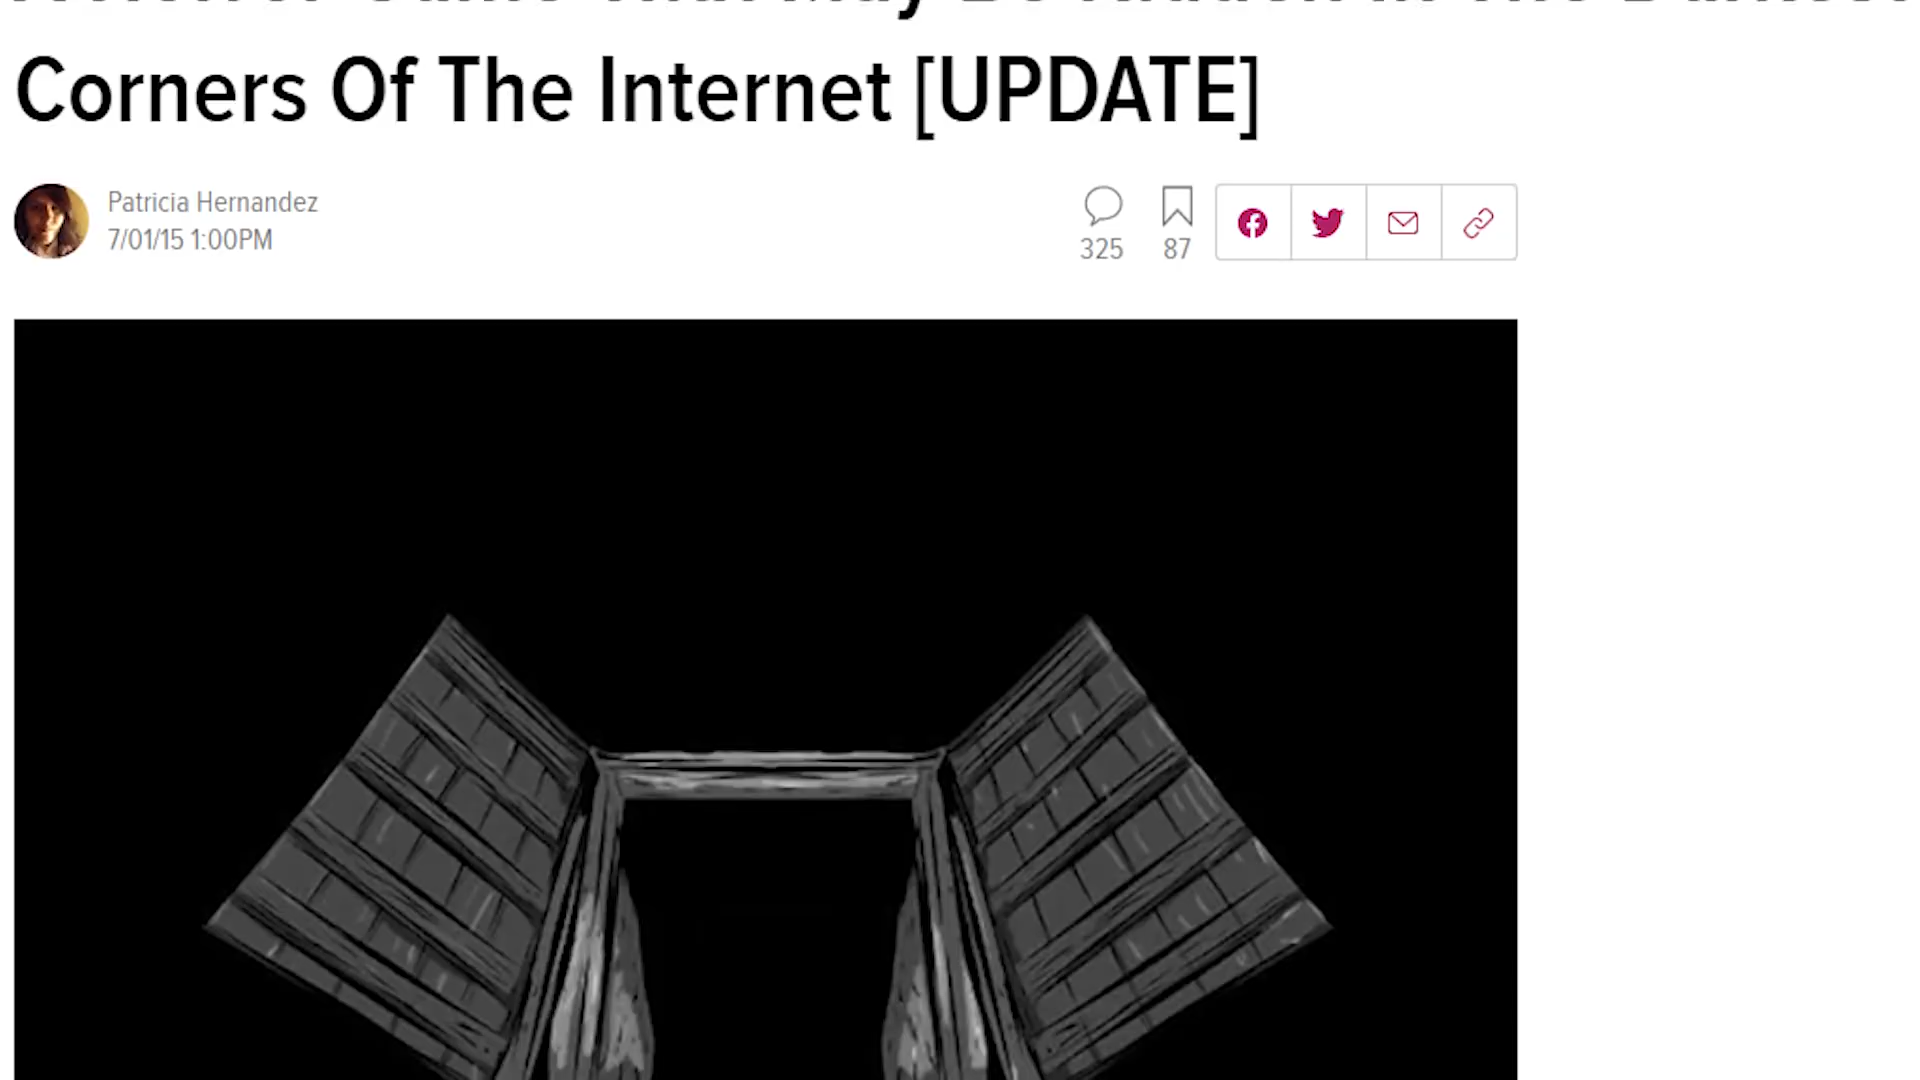 Corners Of The Internet [UPDATE]
Patricia Hernandez
7/01/15 1:00PM
325
87